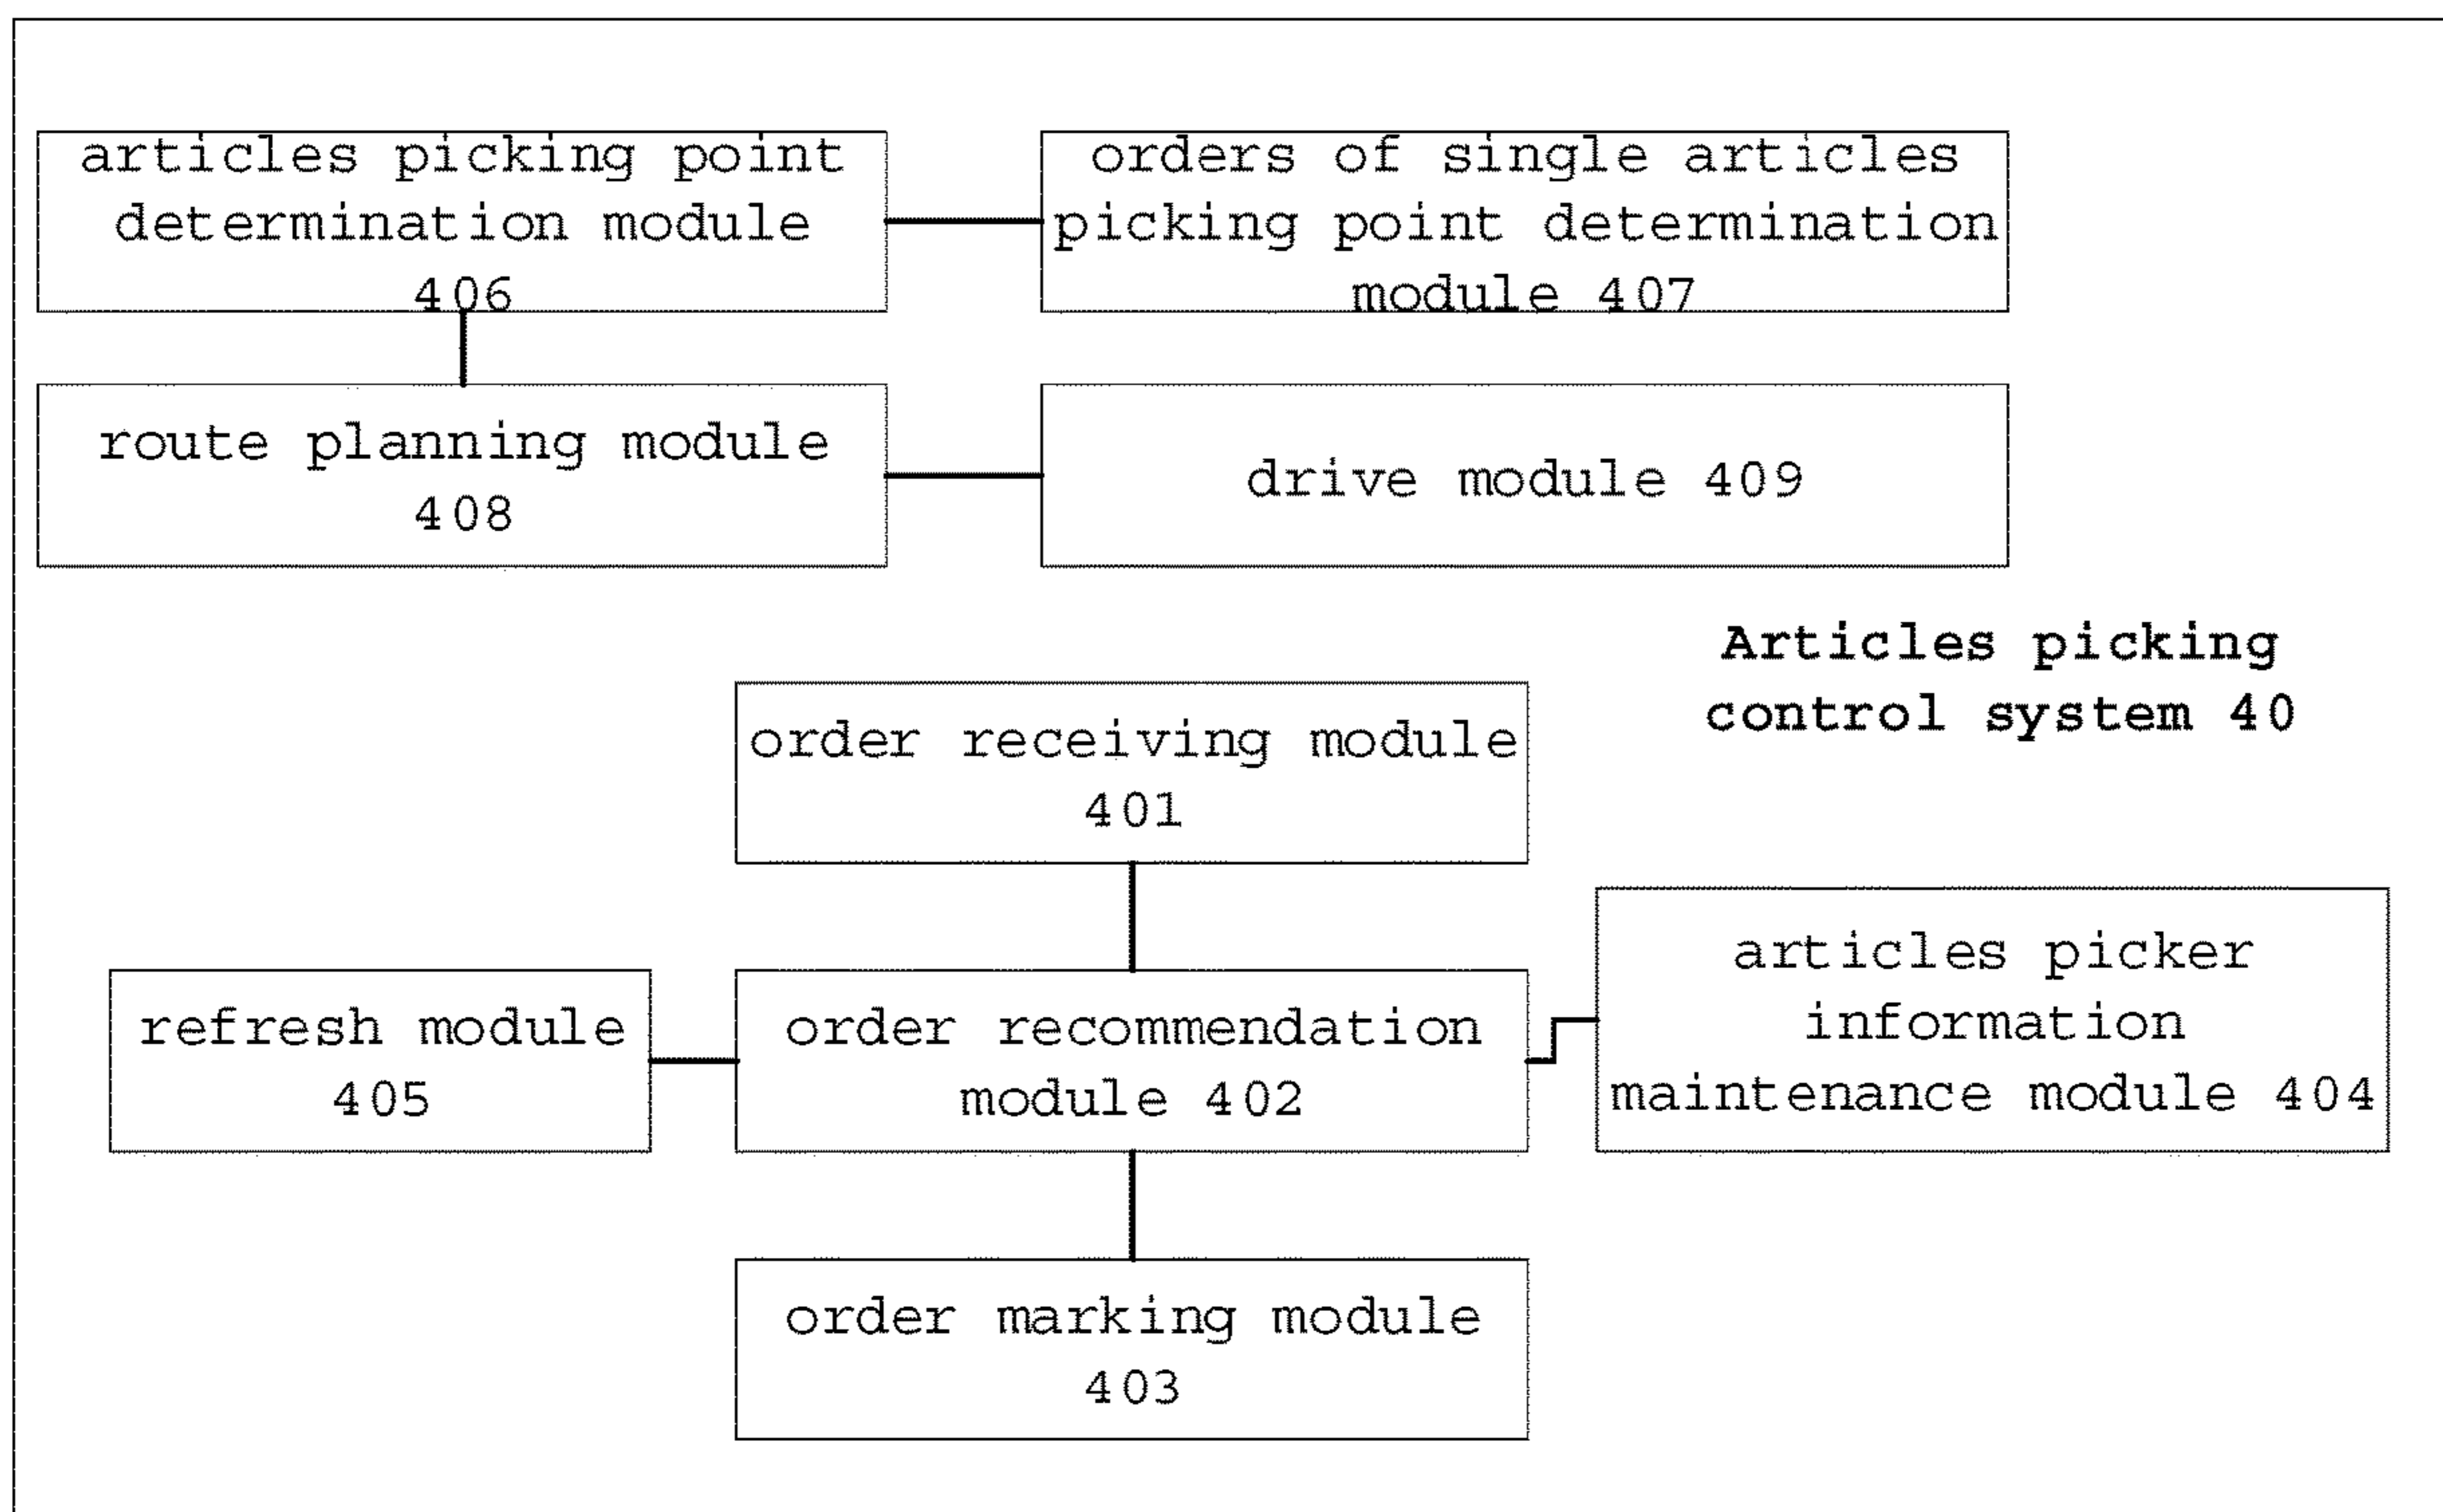 articles picking point
determination module
406
orders of single articles
picking point determination
module 407
route planning module
408
drive module 409
Articles picking
control system 40
order receiving module
401
refresh module
405
order recommendation
module 402
articles picker
information
maintenance module 404
order marking module
403